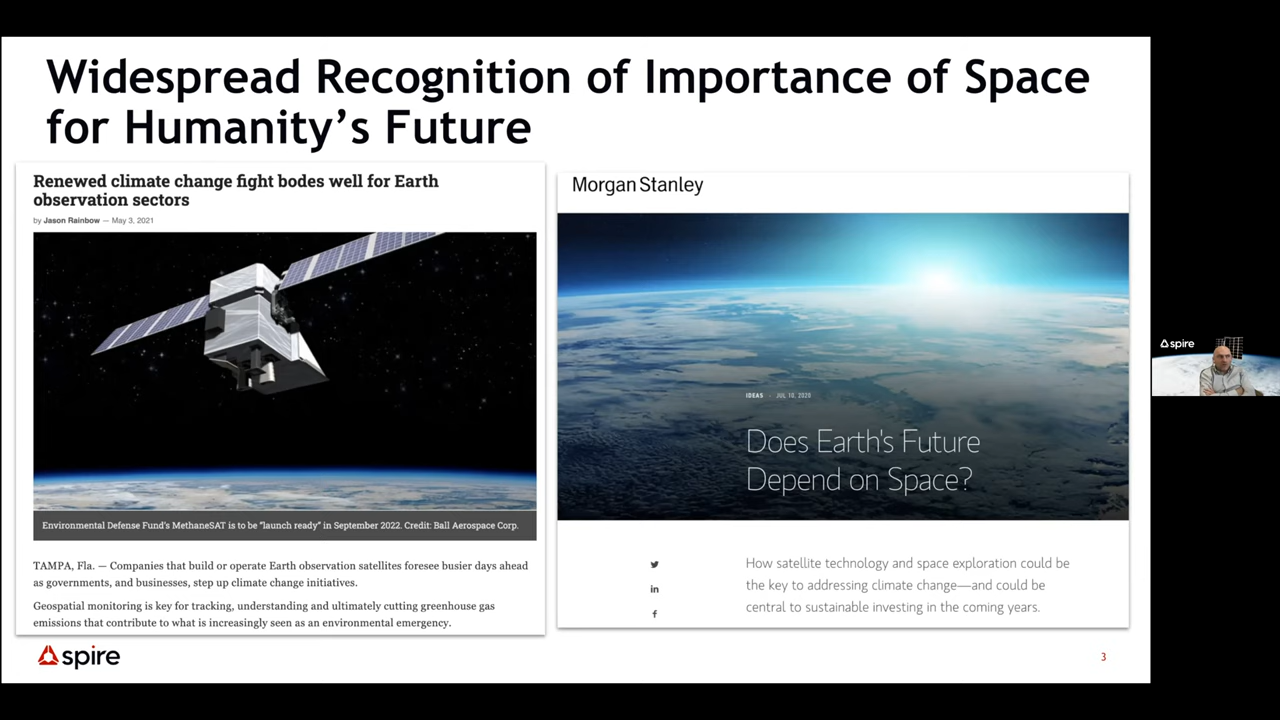 Widespread Recognition of Importance of Space
for Humanity's Future
Renewed climate change fight bodes well for Earth
observation sectors
by Jason Rainbow — May 3, 2021
Environmental Defense Fund's MethaneSAT is to be "launch ready" in September 2022. Credit: Ball Aerospace Corp.
TAMPA, Fla. — Companies that build or operate Earth observation satellites foresee busier days ahead
as governments, and businesses, step up climate change initiatives.
Geospatial monitoring is key for tracking, understanding and ultimately cutting greenhouse gas
emissions that contribute to what is increasingly seen as an environmental emergency.
Morgan Stanley
IDEAS · JUL 10, 2020
Does Earth's Future
Depend on Space?
How satellite technology and space exploration could be
the key to addressing climate change—and could be
central to sustainable investing in the coming years.
spire
3
spire